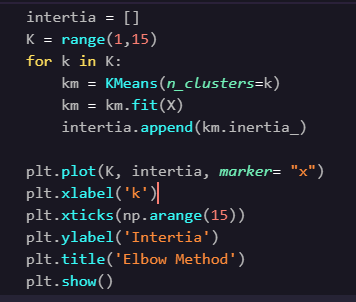 intertia = []
K = range(1,15)
for k in K:
    km = KMeans(n_clusters=k)
    km = km.fit(X)
    intertia.append(km.inertia_)

plt.plot(K, intertia, marker= "x")
plt.xlabel('k')
plt.xticks(np.arange(15))
plt.ylabel('Intertia')
plt.title('Elbow Method')
plt.show()